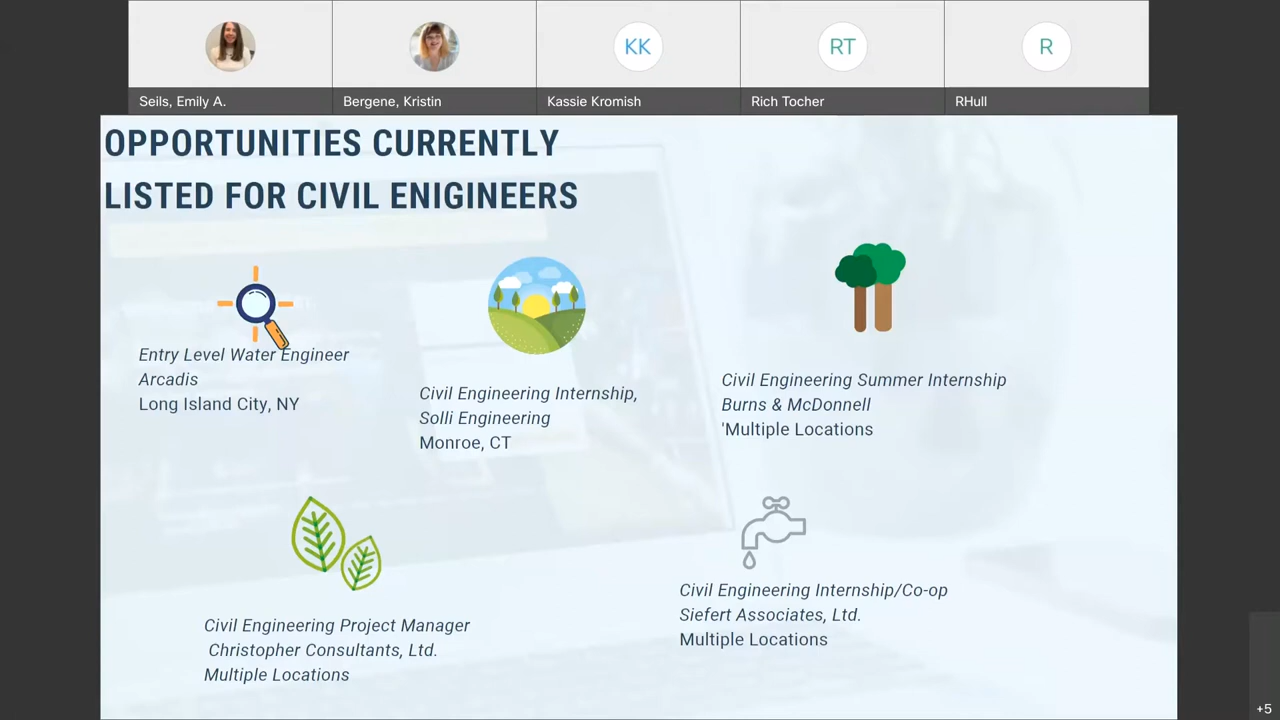 Seils, Emily A.
Bergene, Kristin
KK
Kassie Kromish
RT
Rich Tocher
R
RHull
OPPORTUNITIES CURRENTLY
LISTED FOR CIVIL ENIGINEERS
Entry Level Water Engineer
Arcadis
Long Island City, NY
Civil Engineering Internship,
Solli Engineering
Monroe, CT
Civil Engineering Summer Internship
Burns & McDonnell
'Multiple Locations
Civil Engineering Project Manager
Christopher Consultants, Ltd.
Multiple Locations
Civil Engineering Internship/Co-op
Siefert Associates, Ltd.
Multiple Locations
+5